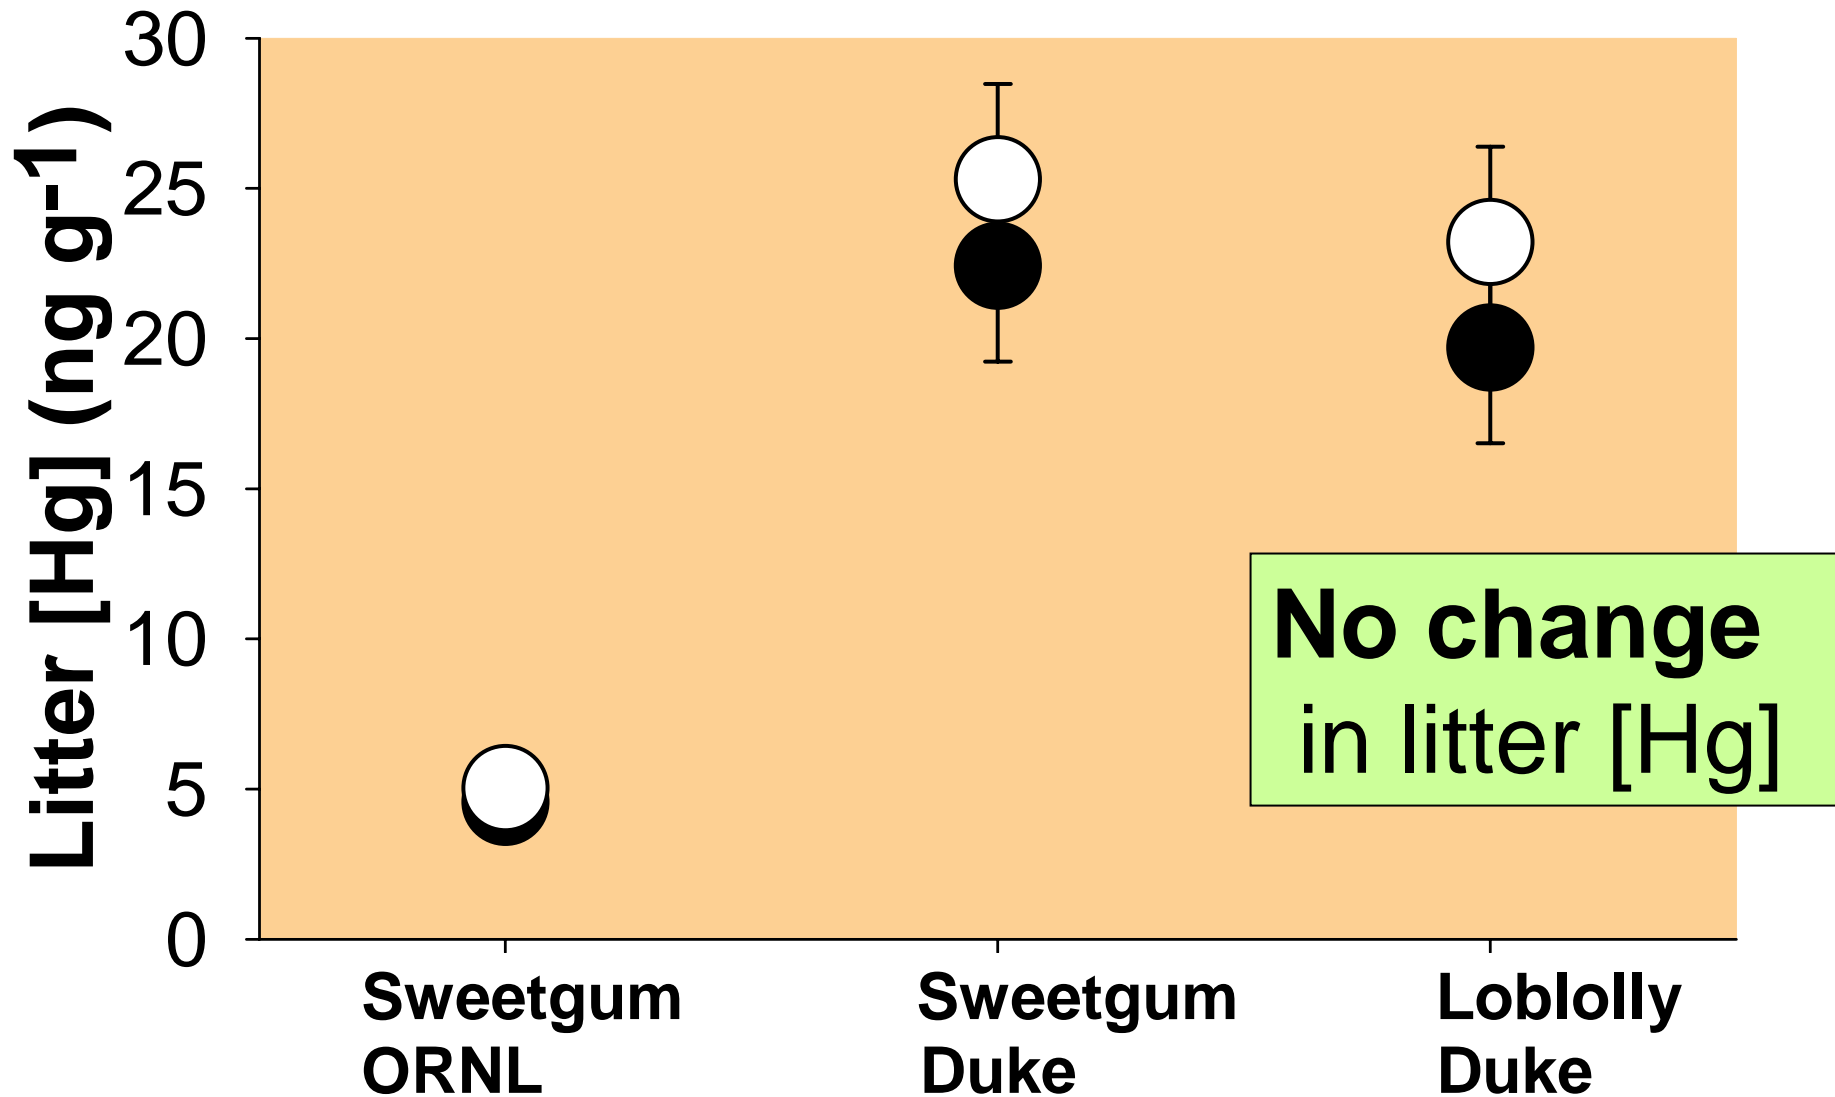 Litter [Hg] (ng g-1)
30
25
20
15
10
5
0
No change
in litter [Hg]
Sweetgum
ORNL
Sweetgum
Duke
Loblolly
Duke